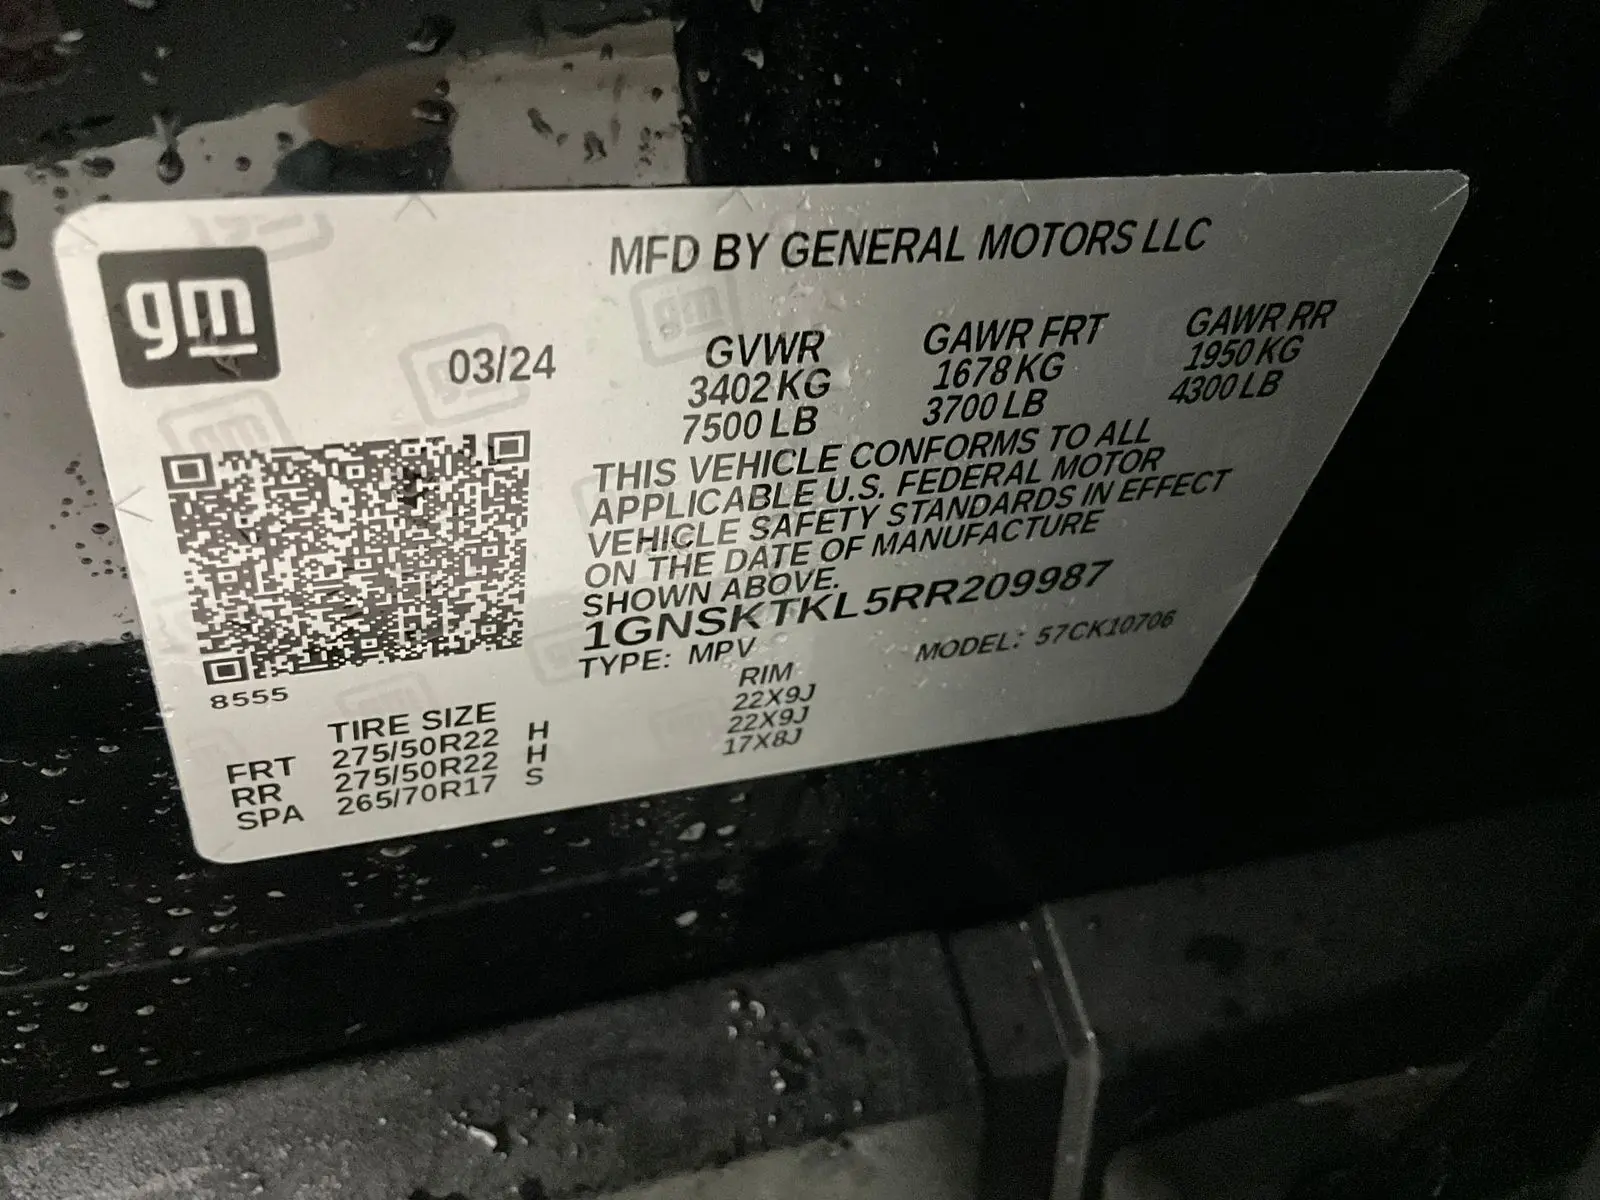 gm
MFD BY GENERAL MOTORS LLC
03/24
GVWR GAWR FRT GAWR RR
3402 KG 1678 KG 1950 KG
7500 LB 3700 LB 4300 LB
THIS VEHICLE CONFORMS TO ALL
APPLICABLE U.S. FEDERAL MOTOR
VEHICLE SAFETY STANDARDS IN EFFECT
ON THE DATE OF MANUFACTURE
SHOWN ABOVE.
1GNSKTKL5RR209987
TYPE: MPV MODEL: 57CK10706
8555
TIRE SIZE RIM
FRT 275/50R22 H 22X9J
RR 275/50R22 H 22X9J
SPA 265/70R17 S 17X8J